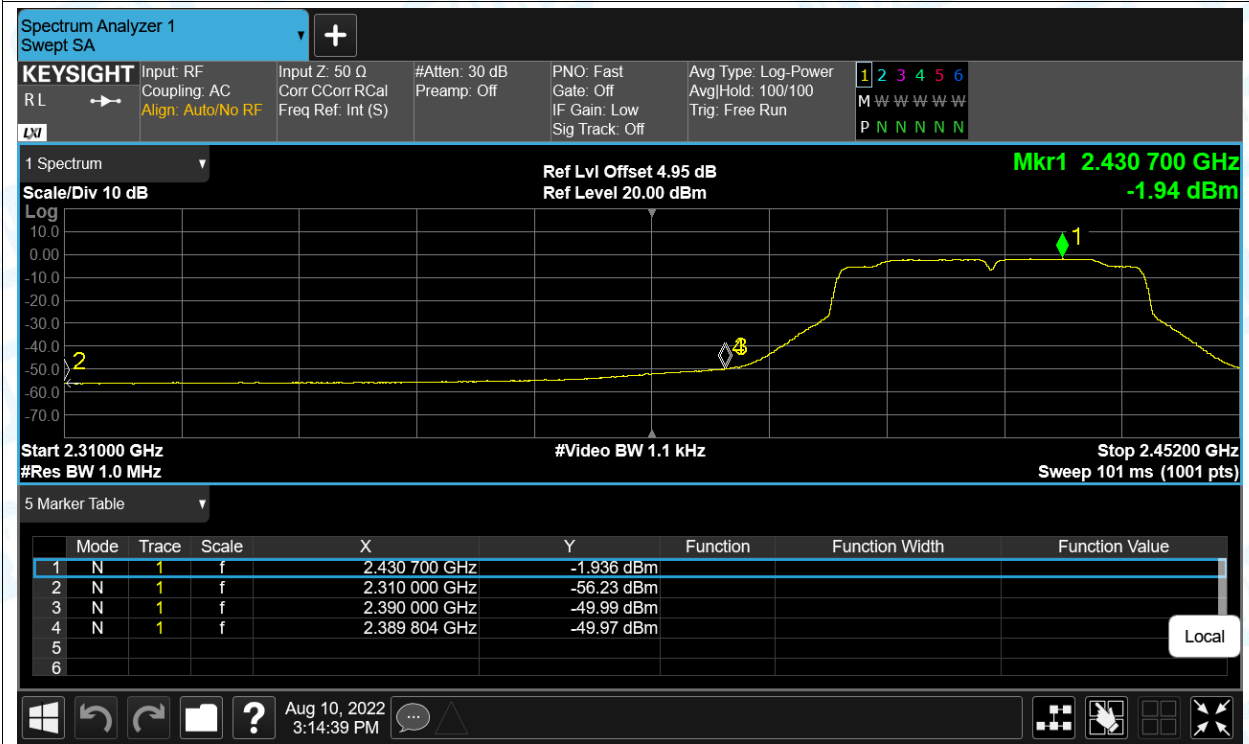 Spectrum Analyzer 1
Swept SA
KEYSIGHT Input: RF Input Z: 50 Ω #Atten: 30 dB PNO: Fast Avg Type: Log-Power 1 2 3 4 5 6
R L Coupling: AC Corr CCorr RCal Preamp: Off Gate: Off Avg|Hold: 100/100 M W W W W W
Align: Auto/No RF Freq Ref: Int (S) IF Gain: Low Trig: Free Run
LXI Sig Track: Off P N N N N N
1 Spectrum Ref Lvl Offset 4.95 dB Mkr1 2.430 700 GHz
Scale/Div 10 dB Ref Level 20.00 dBm -1.94 dBm
Log
10.0
0.00
-10.0
-20.0
-30.0
-40.0
-50.0
-60.0
-70.0
1
2
Start 2.31000 GHz #Video BW 1.1 kHz Stop 2.45200 GHz
#Res BW 1.0 MHz Sweep 101 ms (1001 pts)
5 Marker Table
Mode Trace Scale X Y Function Function Width Function Value
1 N 1 f 2.430 700 GHz -1.936 dBm
2 N 1 f 2.310 000 GHz -56.23 dBm
3 N 1 f 2.390 000 GHz -49.99 dBm
4 N 1 f 2.389 804 GHz -49.97 dBm
5
6
Local
? Aug 10, 2022
3:14:39 PM